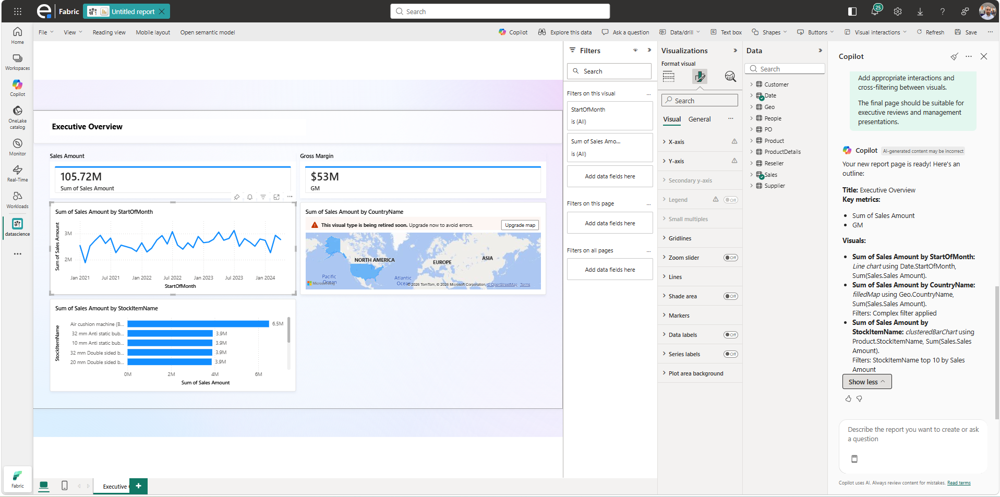 Fabric
Untitled report
Search
25
File
View
Reading view
Mobile layout
Open semantic model
Copilot
Explore this data
Ask a question
Data/drill
Text box
Shapes
Buttons
Visual interactions
Refresh
Save
Home
Workspaces
Copilot
OneLake
catalog
Monitor
Real-Time
Workloads
datascience
Fabric
Executive Overview
Sales Amount
105.72M
Sum of Sales Amount
Gross Margin
$53M
GM
Sum of Sales Amount by StartOfMonth
Sum of Sales Amount
3M
2M
Jan 2021
Jul 2021
Jan 2022
Jul 2022
Jan 2023
Jul 2023
Jan 2024
StartOfMonth
Sum of Sales Amount by CountryName
This visual type is being retired soon. Upgrade now to avoid errors.
Upgrade map
NORTH AMERICA
EUROPE
ASIA
Pacific
Ocean
Atlantic
Ocean
© 2026 TomTom, © 2026 Microsoft Corporation, © OpenStreetMap Terms
Sum of Sales Amount by StockItemName
StockItemName
Air cushion machine (B...
6.5M
32 mm Anti static bub...
3.9M
10 mm Anti static bub...
3.9M
32 mm Double sided b...
3.9M
20 mm Double sided b...
3.9M
0M
2M
4M
6M
Sum of Sales Amount
Executive
Filters
Search
Filters on this visual
StartOfMonth
is (All)
Sum of Sales Amo...
is (All)
Add data fields here
Filters on this page
Add data fields here
Filters on all pages
Add data fields here
Visualizations
Format visual
Search
Visual
General
X-axis
Y-axis
Secondary y-axis
Legend
Off
Small multiples
Gridlines
Zoom slider
Off
Lines
Shade area
Off
Markers
Data labels
Off
Series labels
Off
Plot area background
Data
Search
Customer
Date
Geo
People
PO
Product
ProductDetails
Reseller
Sales
Supplier
Copilot
Add appropriate interactions and
cross-filtering between visuals.
The final page should be suitable for
executive reviews and management
presentations.
Copilot
AI-generated content may be incorrect
Your new report page is ready! Here's an
outline:
Title: Executive Overview
Key metrics:
• Sum of Sales Amount
• GM
Visuals:
• Sum of Sales Amount by StartOfMonth:
Line chart using Date.StartOfMonth,
Sum(Sales.Sales Amount).
• Sum of Sales Amount by CountryName:
filledMap using Geo.CountryName,
Sum(Sales.Sales Amount).
Filters: Complex filter applied
• Sum of Sales Amount by
StockItemName: clusteredBarChart using
Product.StockItemName, Sum(Sales.Sales
Amount).
Filters: StockItemName top 10 by Sales
Amount
Show less
Describe the report you want to create or ask
a question
Copilot uses AI. Always review content for mistakes. Read terms